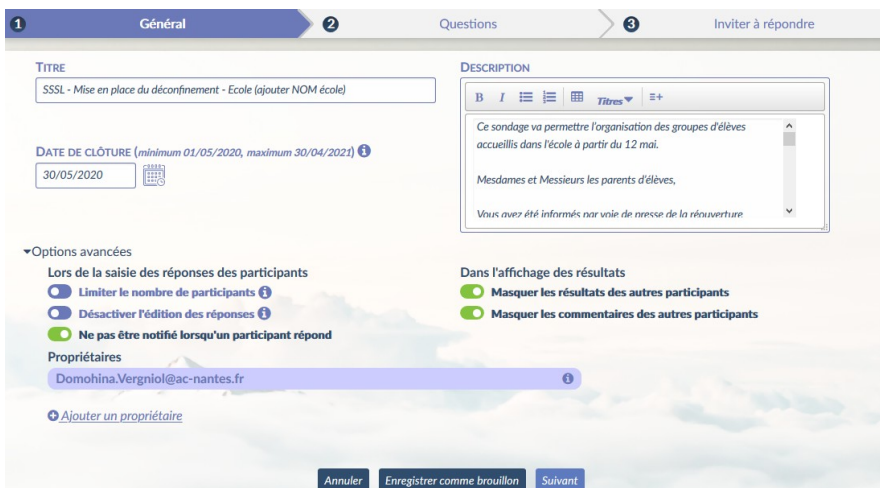 1 Général 2 Questions 3 Inviter à répondre
TITRE
SSSL - Mise en place du déconfinement - Ecole (ajouter NOM école)
DATE DE CLÔTURE (minimum 01/05/2020, maximum 30/04/2021)
30/05/2020
DESCRIPTION
B I Titres
Ce sondage va permettre l'organisation des groupes d'élèves
accueillis dans l'école à partir du 12 mai.
Mesdames et Messieurs les parents d'élèves,
Vous avez été informés par voie de presse de la réouverture
Options avancées
Lors de la saisie des réponses des participants
Limiter le nombre de participants
Désactiver l'édition des réponses
Ne pas être notifié lorsqu'un participant répond
Dans l'affichage des résultats
Masquer les résultats des autres participants
Masquer les commentaires des autres participants
Propriétaires
Domohina.Vergniol@ac-nantes.fr
Ajouter un propriétaire
Annuler Enregistrer comme brouillon Suivant